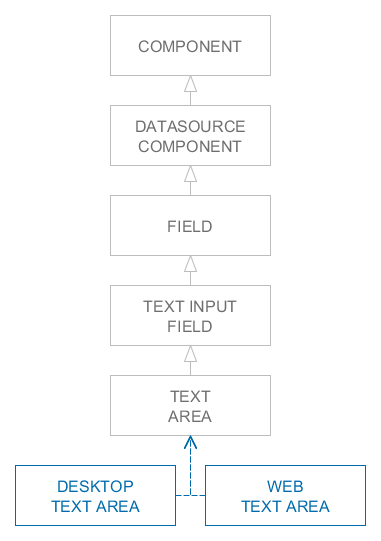 COMPONENT
DATASOURCE
COMPONENT
FIELD
TEXT INPUT
FIELD
TEXT
AREA
DESKTOP
TEXT AREA
WEB
TEXT AREA